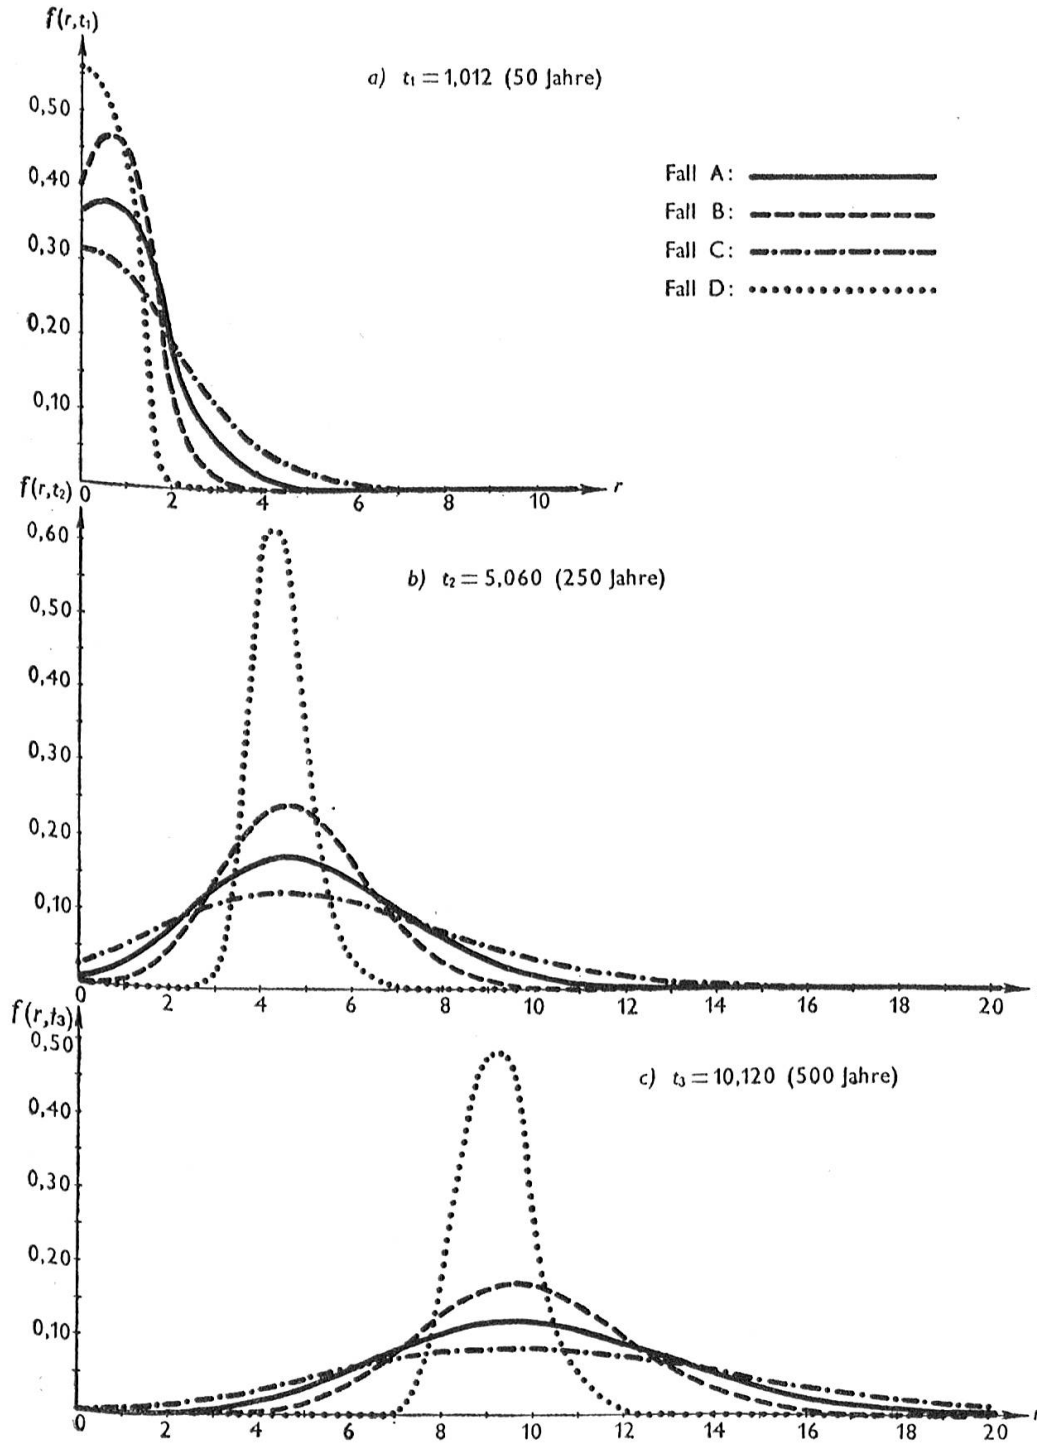 f(r,t₁)
a) t₁ = 1,012 (50 Jahre)
0,50
0,40
0,30
0,20
0,10
Fall A:
Fall B:
Fall C:
Fall D:
0 2 4 6 8 10 r
f(r,t₂)
b) t₂ = 5,060 (250 Jahre)
0,60
0,50
0,40
0,30
0,20
0,10
0 2 4 6 8 10 12 14 16 18 20
f(r,t₃)
c) t₃ = 10,120 (500 Jahre)
0,50
0,40
0,30
0,20
0,10
0 2 4 6 8 10 12 14 16 18 20